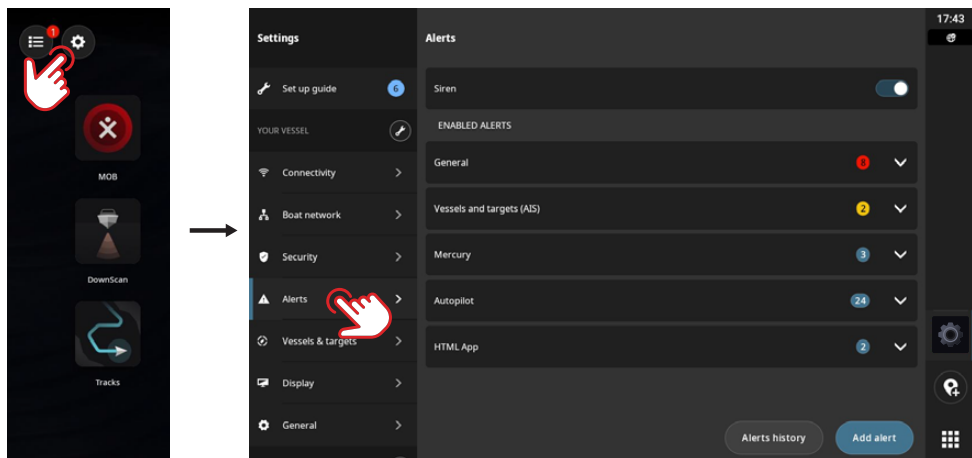 1
MOB
DownScan
Tracks
Settings
Set up guide 6
YOUR VESSEL
Connectivity
Boat network
Security
Alerts
Vessels & targets
Display
General
Alerts
Siren
ENABLED ALERTS
General 8
Vessels and targets (AIS) 2
Mercury 3
Autopilot 24
HTML App 2
Alerts history
Add alert
17:43